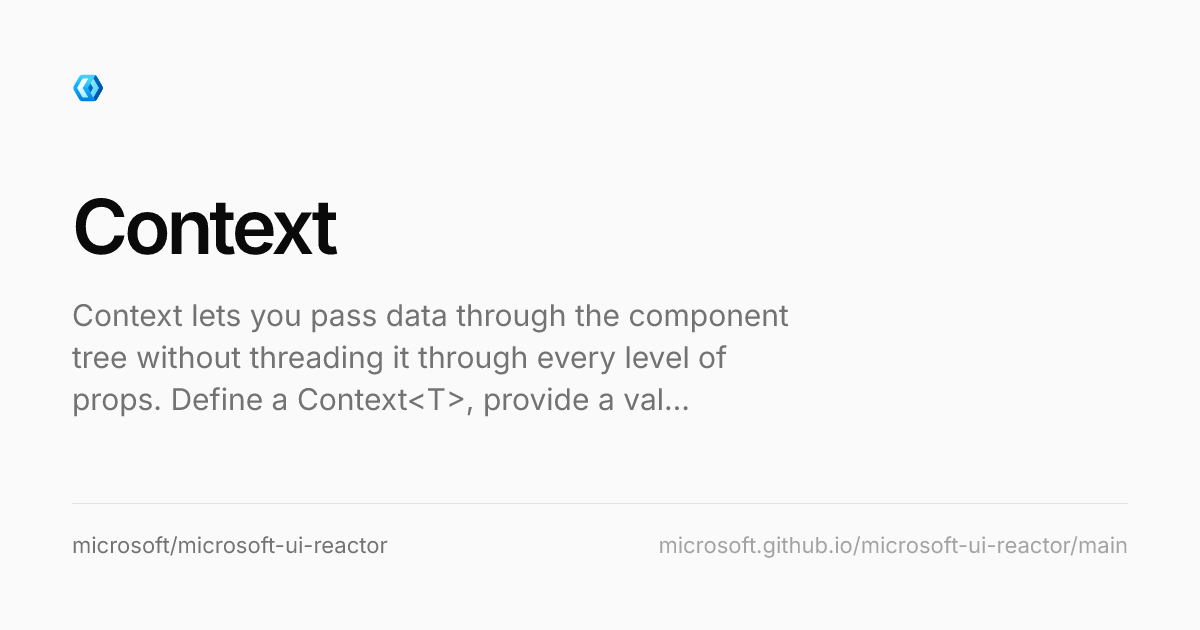 Context
Context lets you pass data through the component
tree without threading it through every level of
props. Define a Context<T>, provide a val...
microsoft/microsoft-ui-reactor
microsoft.github.io/microsoft-ui-reactor/main